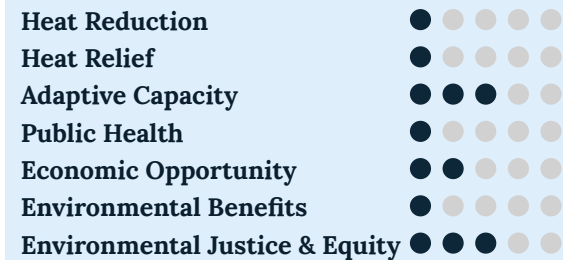 Heat Reduction
Heat Relief
Adaptive Capacity
Public Health
Economic Opportunity
Environmental Benefits
Environmental Justice & Equity